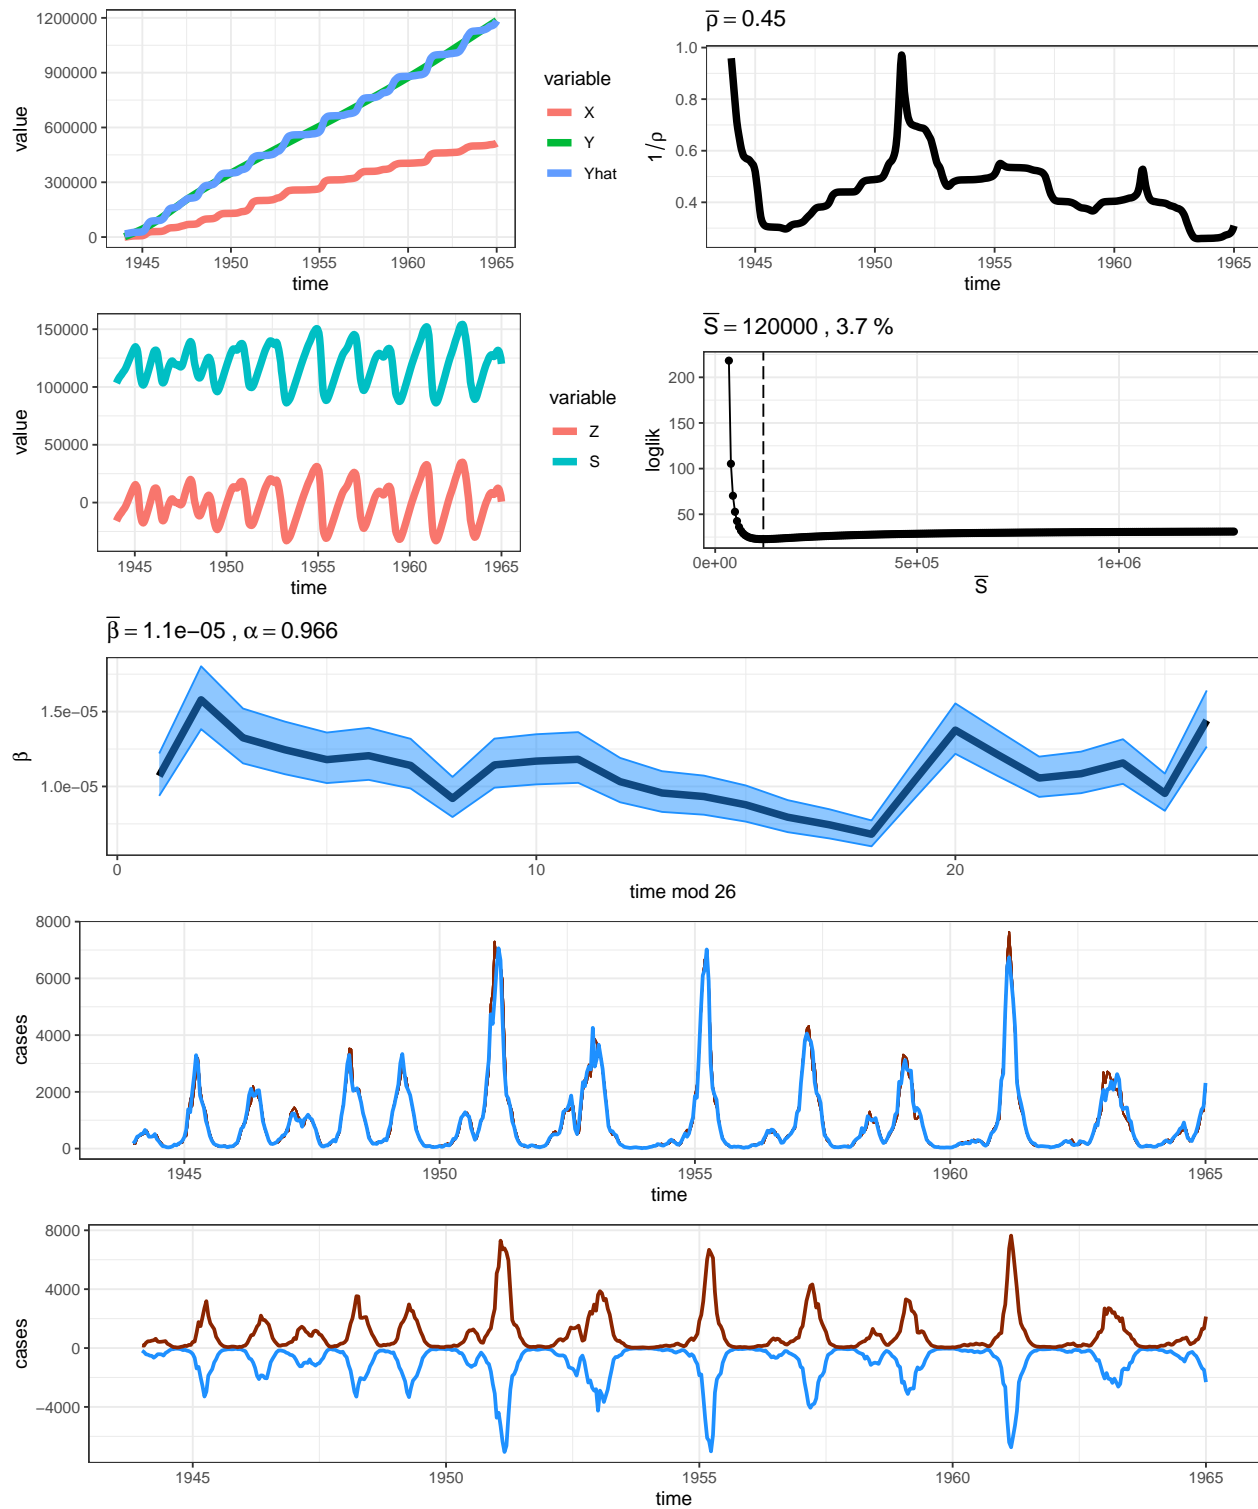 1200000
900000
600000
300000
0
value
1945 1950 1955 1960 1965
time
variable
X
Y
Yhat
ρ̅ = 0.45
1.0
0.8
0.6
0.4
1/ρ
1945 1950 1955 1960 1965
time
150000
100000
50000
0
value
1945 1950 1955 1960 1965
time
variable
Z
S
S̅ = 120000 , 3.7 %
200
150
100
50
loglik
0e+00 5e+05 1e+06
S̅
β̅ = 1.1e−05 , α = 0.966
1.5e−05
1.0e−05
β
0 10 20
time mod 26
8000
6000
4000
2000
0
cases
1945 1950 1955 1960 1965
time
8000
4000
0
−4000
cases
1945 1950 1955 1960 1965
time